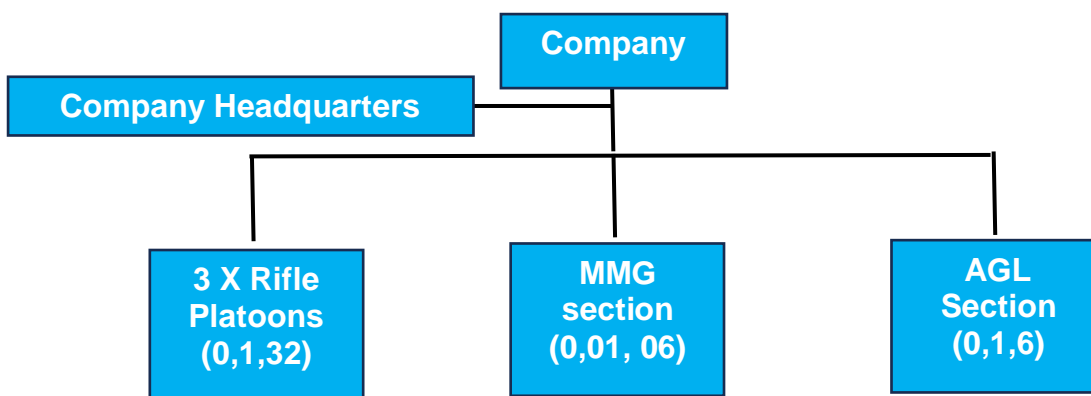 Company
Company Headquarters
3 X Rifle
Platoons
(0,1,32)
MMG
section
(0,01, 06)
AGL
Section
(0,1,6)